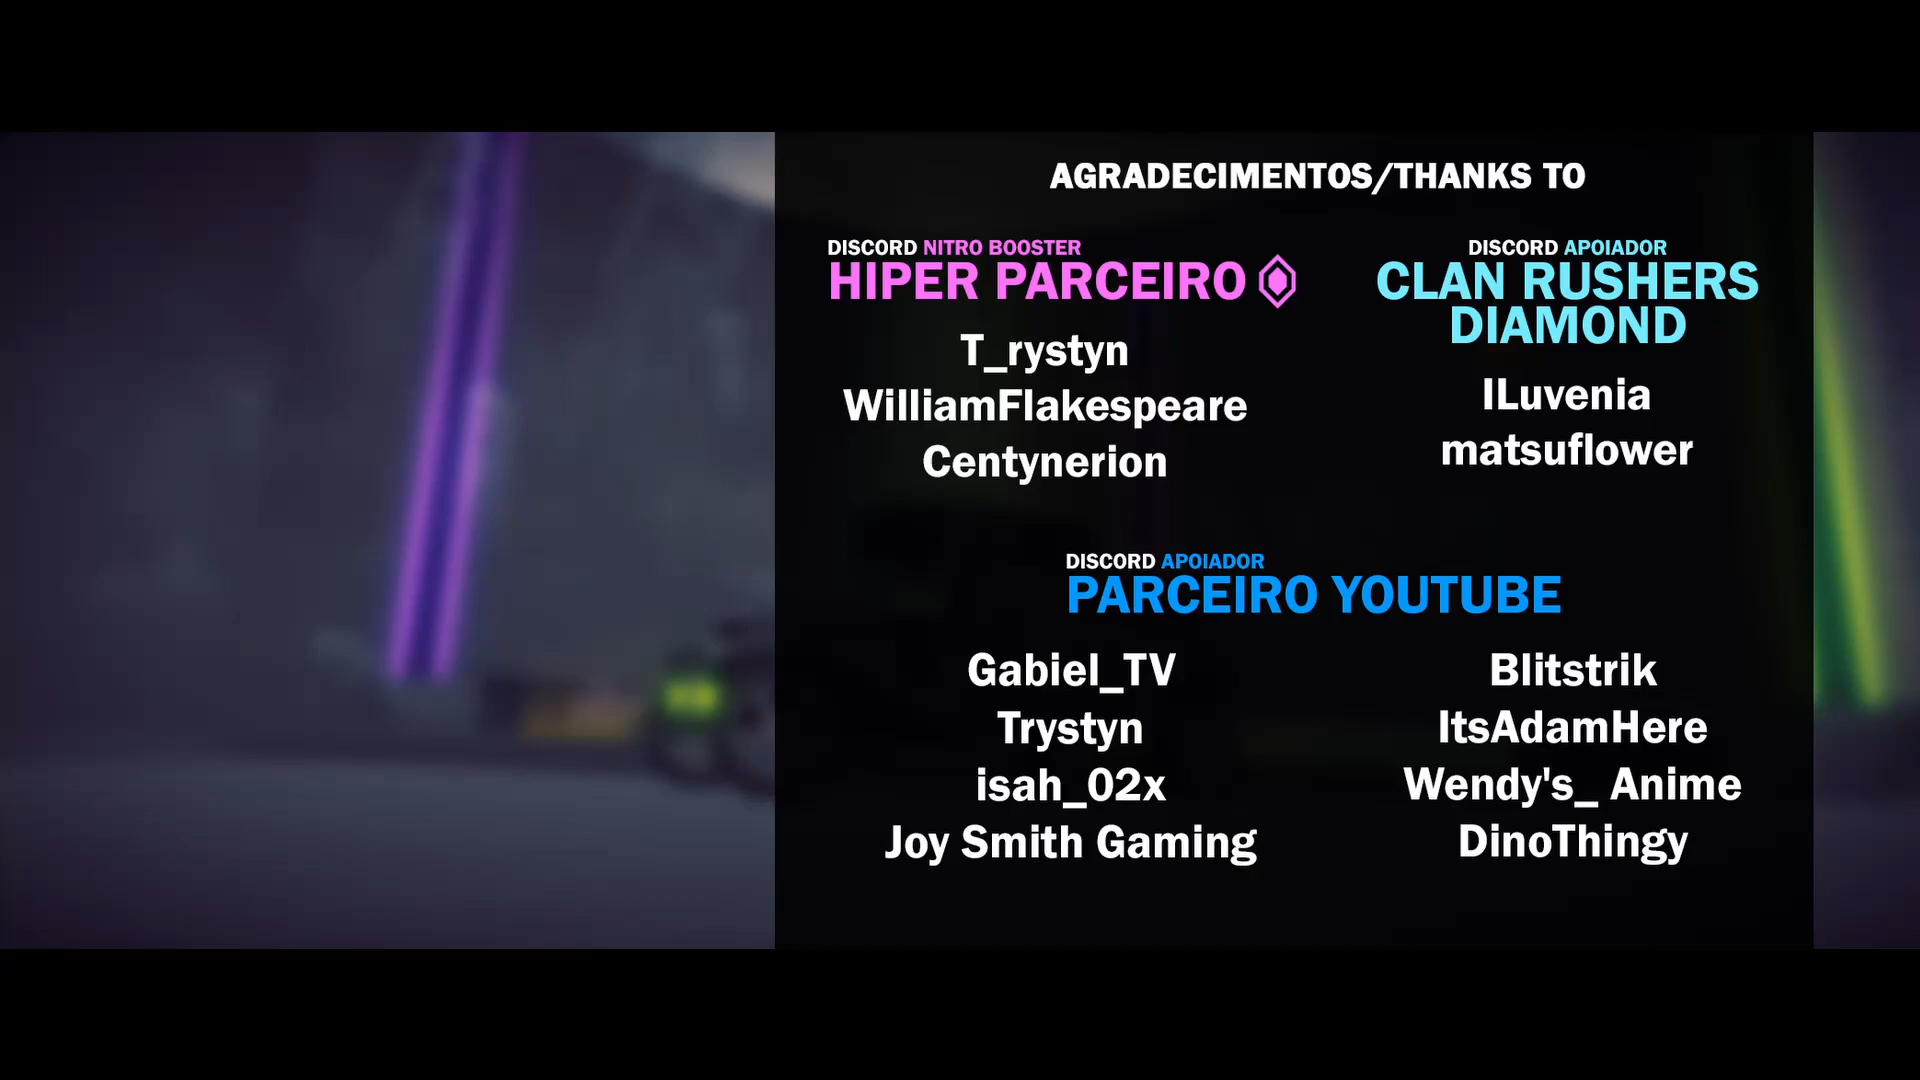 AGRADECIMENTOS/THANKS TO
DISCORD NITRO BOOSTER
HIPER PARCEIRO
T_rystyn
WilliamFlakespeare
Centynerion
DISCORD APOIADOR
CLAN RUSHERS
DIAMOND
ILuvenia
matsuflower
DISCORD APOIADOR
PARCEIRO YOUTUBE
Gabiel_TV
Trystyn
isah_02x
Joy Smith Gaming
Blitstrik
ItsAdamHere
Wendy's_ Anime
DinoThingy